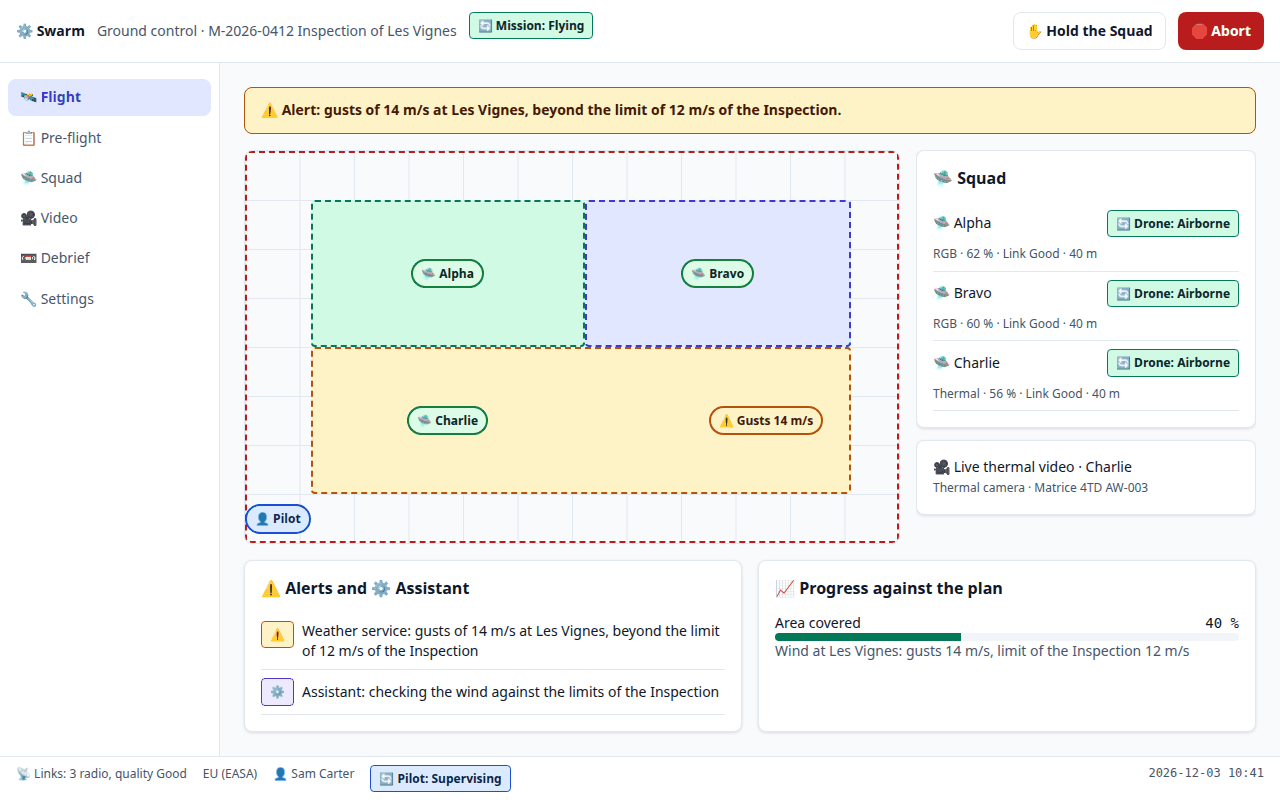 ⚙️ Swarm Ground control · M-2026-0412 Inspection of Les Vignes 🔄 Mission: Flying ✋ Hold the Squad 🛑 Abort
🛰️ Flight
📋 Pre-flight
🛸 Squad
🎥 Video
📼 Debrief
🔧 Settings
⚠️ Alert: gusts of 14 m/s at Les Vignes, beyond the limit of 12 m/s of the Inspection.
🛸 Alpha
🛸 Bravo
🛸 Charlie
⚠️ Gusts 14 m/s
👤 Pilot
🛸 Squad
🛸 Alpha 🔄 Drone: Airborne
RGB · 62 % · Link Good · 40 m
🛸 Bravo 🔄 Drone: Airborne
RGB · 60 % · Link Good · 40 m
🛸 Charlie 🔄 Drone: Airborne
Thermal · 56 % · Link Good · 40 m
🎥 Live thermal video · Charlie
Thermal camera · Matrice 4TD AW-003
⚠️ Alerts and ⚙️ Assistant
⚠️ Weather service: gusts of 14 m/s at Les Vignes, beyond the limit
of 12 m/s of the Inspection
⚙️ Assistant: checking the wind against the limits of the Inspection
📈 Progress against the plan
Area covered 40 %
Wind at Les Vignes: gusts 14 m/s, limit of the Inspection 12 m/s
📡 Links: 3 radio, quality Good EU (EASA) 👤 Sam Carter 🔄 Pilot: Supervising 2026-12-03 10:41